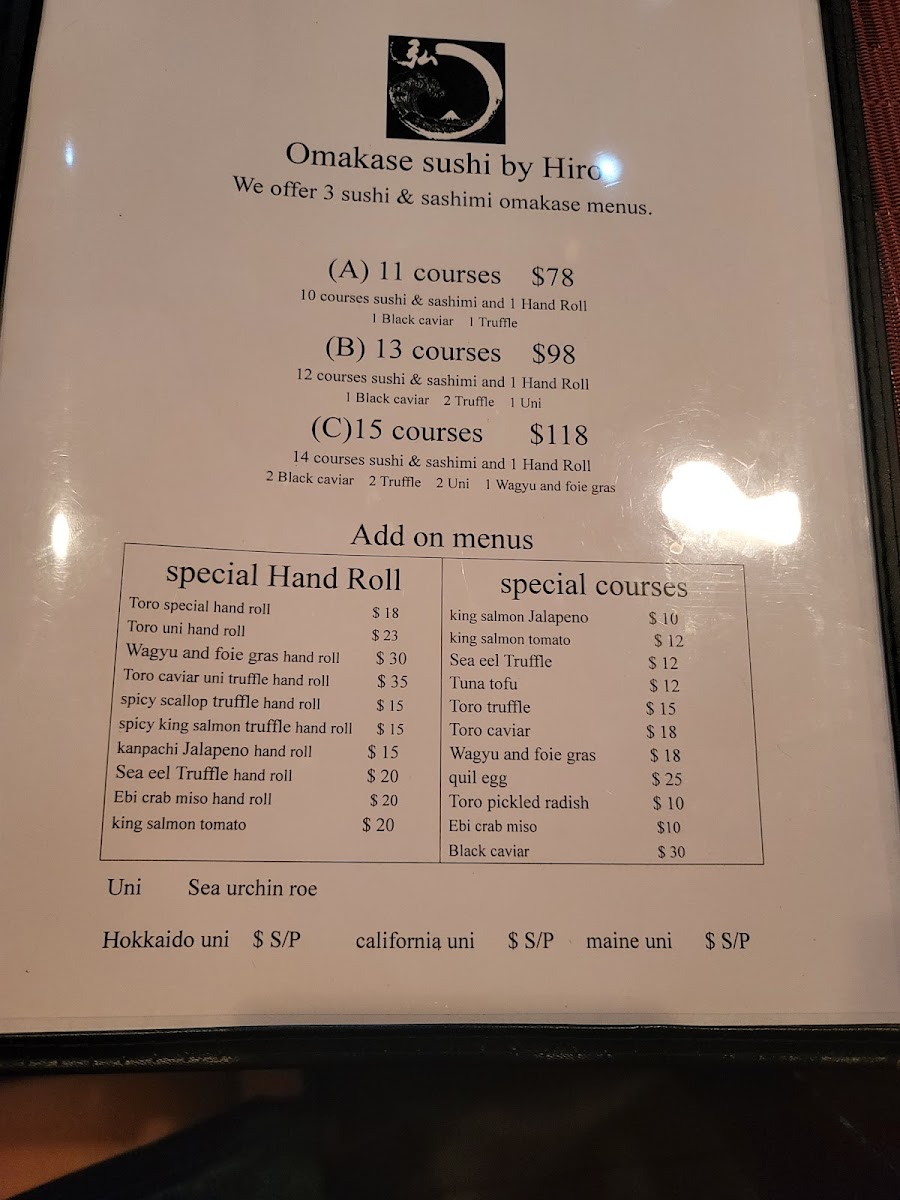 弘
Omakase sushi by Hiro
We offer 3 sushi & sashimi omakase menus.
(A) 11 courses $78
10 courses sushi & sashimi and 1 Hand Roll
1 Black caviar 1 Truffle
(B) 13 courses $98
12 courses sushi & sashimi and 1 Hand Roll
1 Black caviar 2 Truffle 1 Uni
(C)15 courses $118
14 courses sushi & sashimi and 1 Hand Roll
2 Black caviar 2 Truffle 2 Uni 1 Wagyu and foie gras
Add on menus
special Hand Roll
Toro special hand roll $ 18
Toro uni hand roll $ 23
Wagyu and foie gras hand roll $ 30
Toro caviar uni truffle hand roll $ 35
spicy scallop truffle hand roll $ 15
spicy king salmon truffle hand roll $ 15
kanpachi Jalapeno hand roll $ 15
Sea eel Truffle hand roll $ 20
Ebi crab miso hand roll $ 20
king salmon tomato $ 20
special courses
king salmon Jalapeno $ 10
king salmon tomato $ 12
Sea eel Truffle $ 12
Tuna tofu $ 12
Toro truffle $ 15
Toro caviar $ 18
Wagyu and foie gras $ 18
quil egg $ 25
Toro pickled radish $ 10
Ebi crab miso $10
Black caviar $ 30
Uni Sea urchin roe
Hokkaido uni $ S/P california uni $ S/P maine uni $ S/P